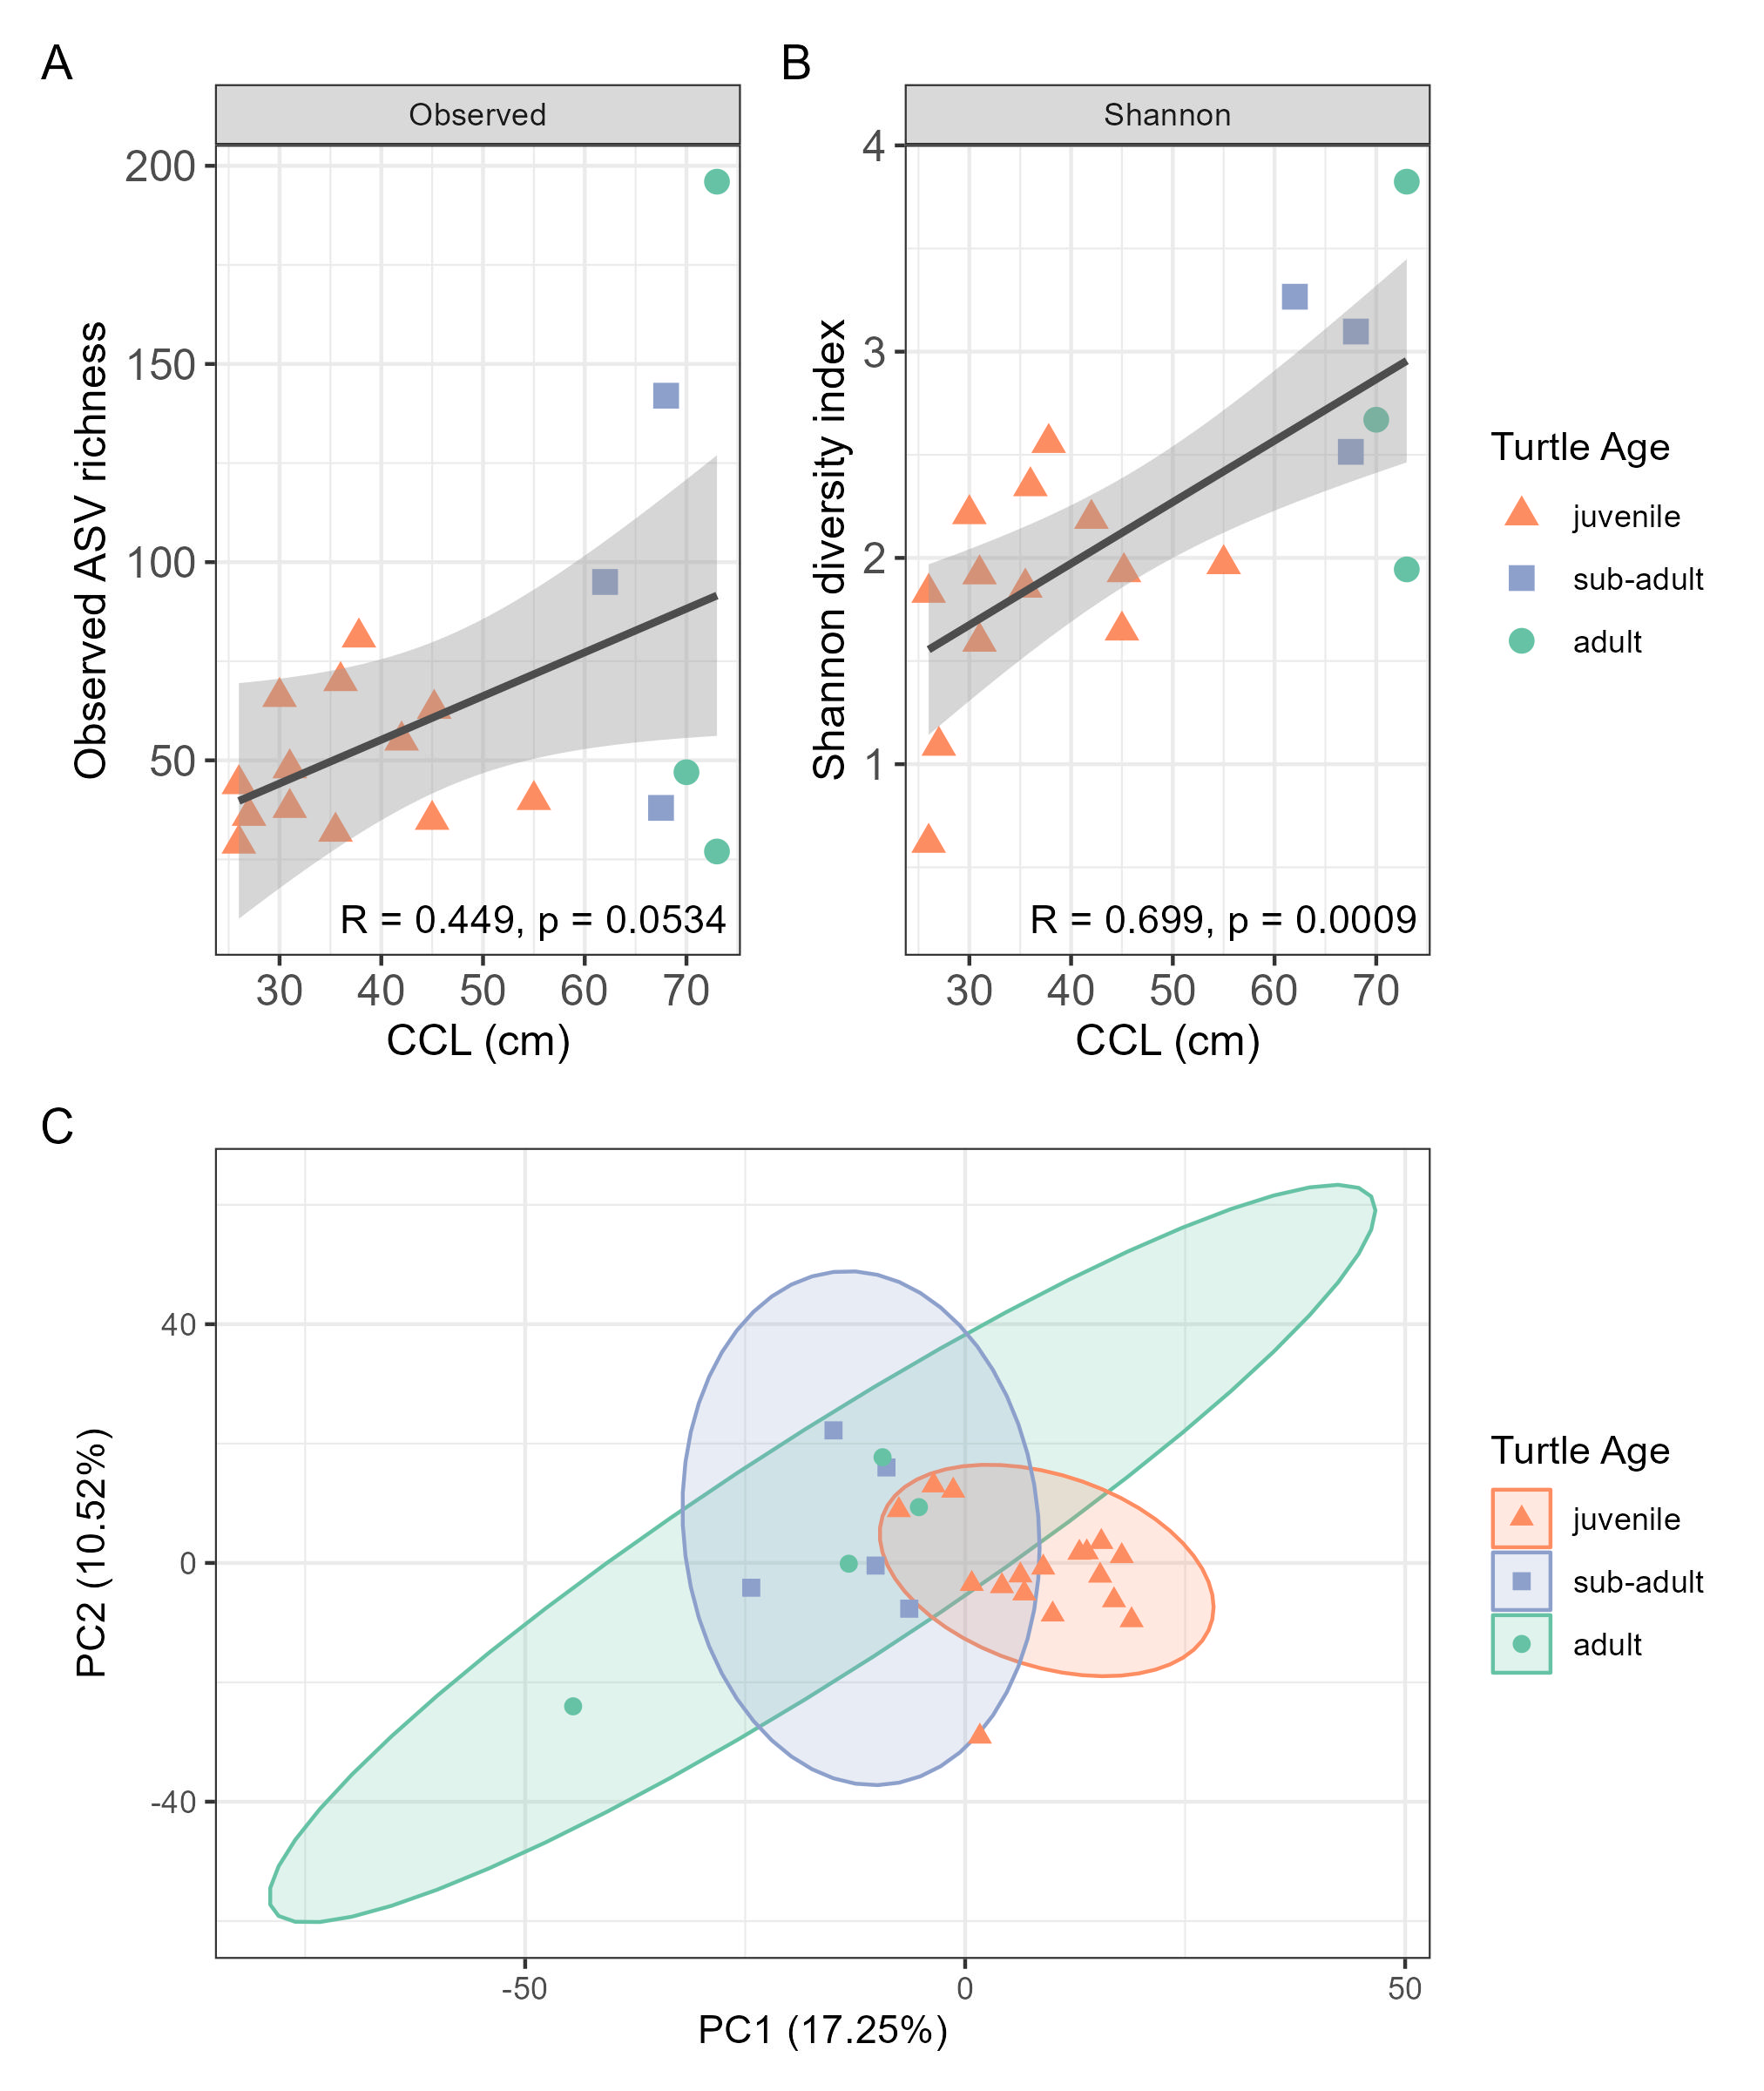 A
B
Observed
Shannon
200
150
100
50
Observed ASV richness
R = 0.449, p = 0.0534
30 40 50 60 70
CCL (cm)
4
3
2
1
Shannon diversity index
R = 0.699, p = 0.0009
30 40 50 60 70
CCL (cm)
Turtle Age
juvenile
sub-adult
adult
C
40
0
-40
PC2 (10.52%)
-50 0 50
PC1 (17.25%)
Turtle Age
juvenile
sub-adult
adult